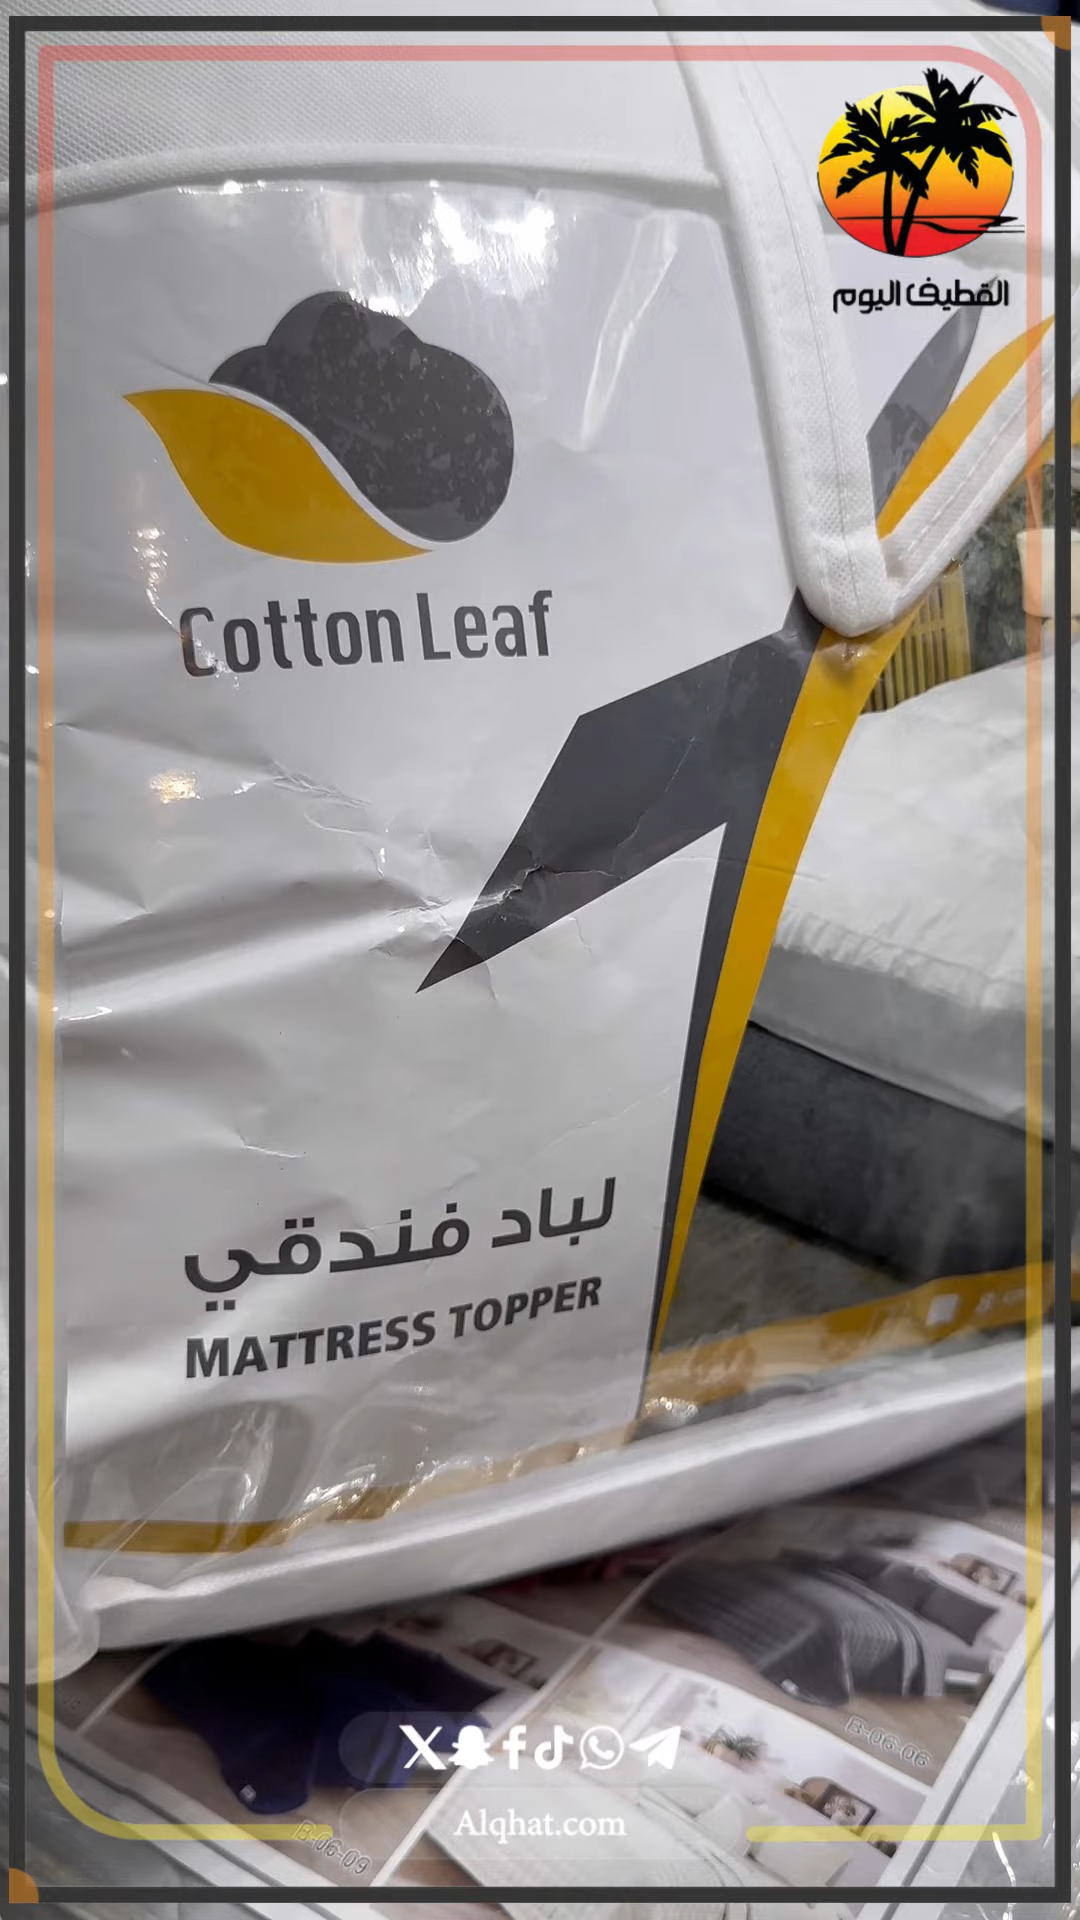 القطيف اليوم
Cotton Leaf
لباد فندقي
MATTRESS TOPPER
B-06-06
Alqhat.com
B-06-09